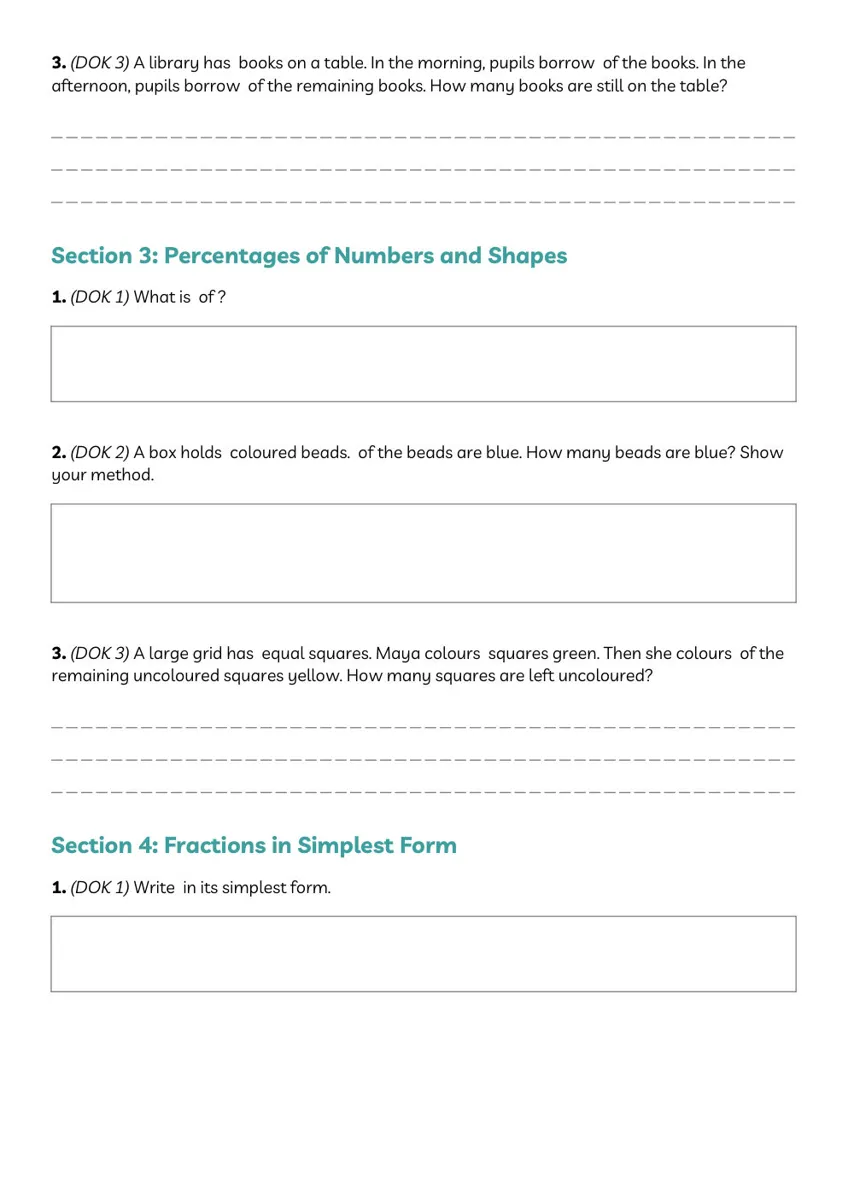 3. (DOK 3) A library has  books on a table. In the morning, pupils borrow  of the books. In the
afternoon, pupils borrow  of the remaining books. How many books are still on the table?
Section 3: Percentages of Numbers and Shapes
1. (DOK 1) What is  of ?
2. (DOK 2) A box holds  coloured beads.  of the beads are blue. How many beads are blue? Show
your method.
3. (DOK 3) A large grid has  equal squares. Maya colours  squares green. Then she colours  of the
remaining uncoloured squares yellow. How many squares are left uncoloured?
Section 4: Fractions in Simplest Form
1. (DOK 1) Write  in its simplest form.